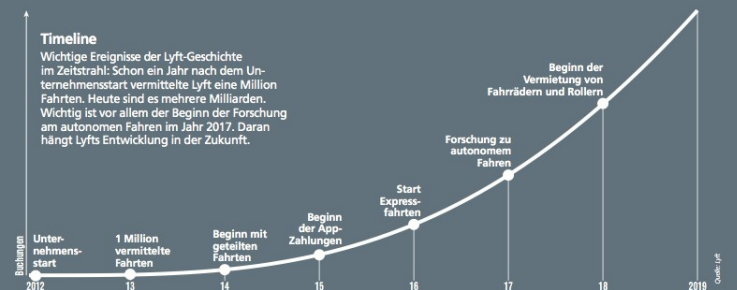 Timeline
Wichtige Ereignisse der Lyft-Geschichte
im Zeitstrahl: Schon ein Jahr nach dem Un-
ternehmensstart vermittelte Lyft eine Million
Fahrten. Heute sind es mehrere Milliarden.
Wichtig ist vor allem der Beginn der Forschung
am autonomen Fahren im Jahr 2017. Daran
hängt Lyfts Entwicklung in der Zukunft.
Buchungen
Unter-
nehmens-
start
1 Million
vermittelte
Fahrten
Beginn mit
geteilten
Fahrten
Beginn
der App-
Zahlungen
Start
Express-
fahrten
Forschung zu
autonomem
Fahren
Beginn der
Vermietung von
Fahrrädern und Rollern
2012
13
14
15
16
17
18
2019
Quelle: Lyft